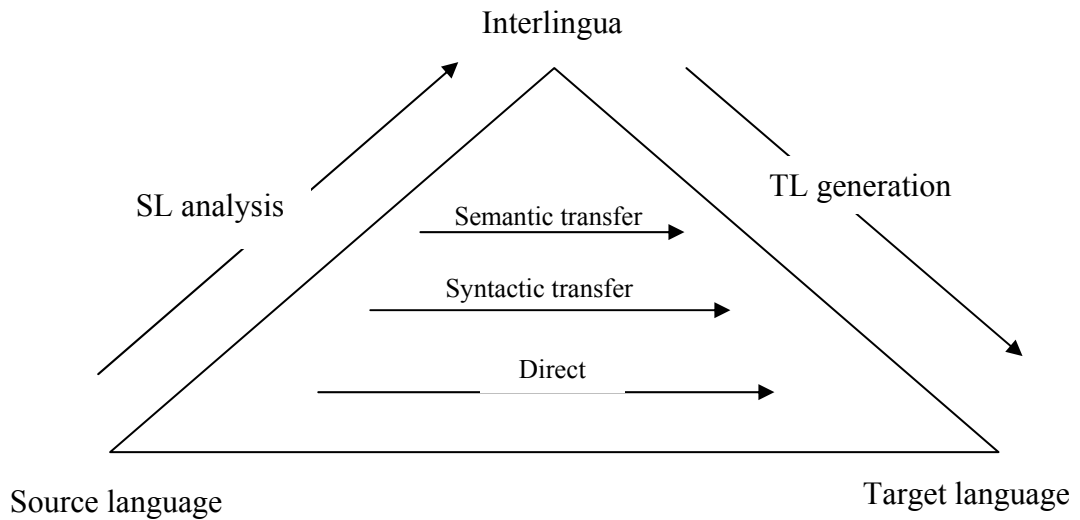 Interlingua
SL analysis
TL generation
Semantic transfer
Syntactic transfer
Direct
Source language
Target language